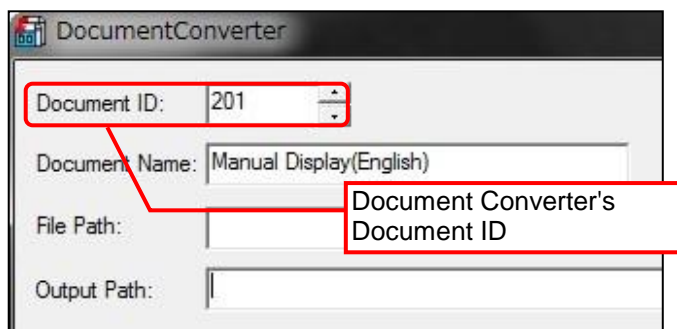 DocumentConverter
Document ID: 201
Document Name: Manual Display(English)
Document Converter's
Document ID
File Path:
Output Path: